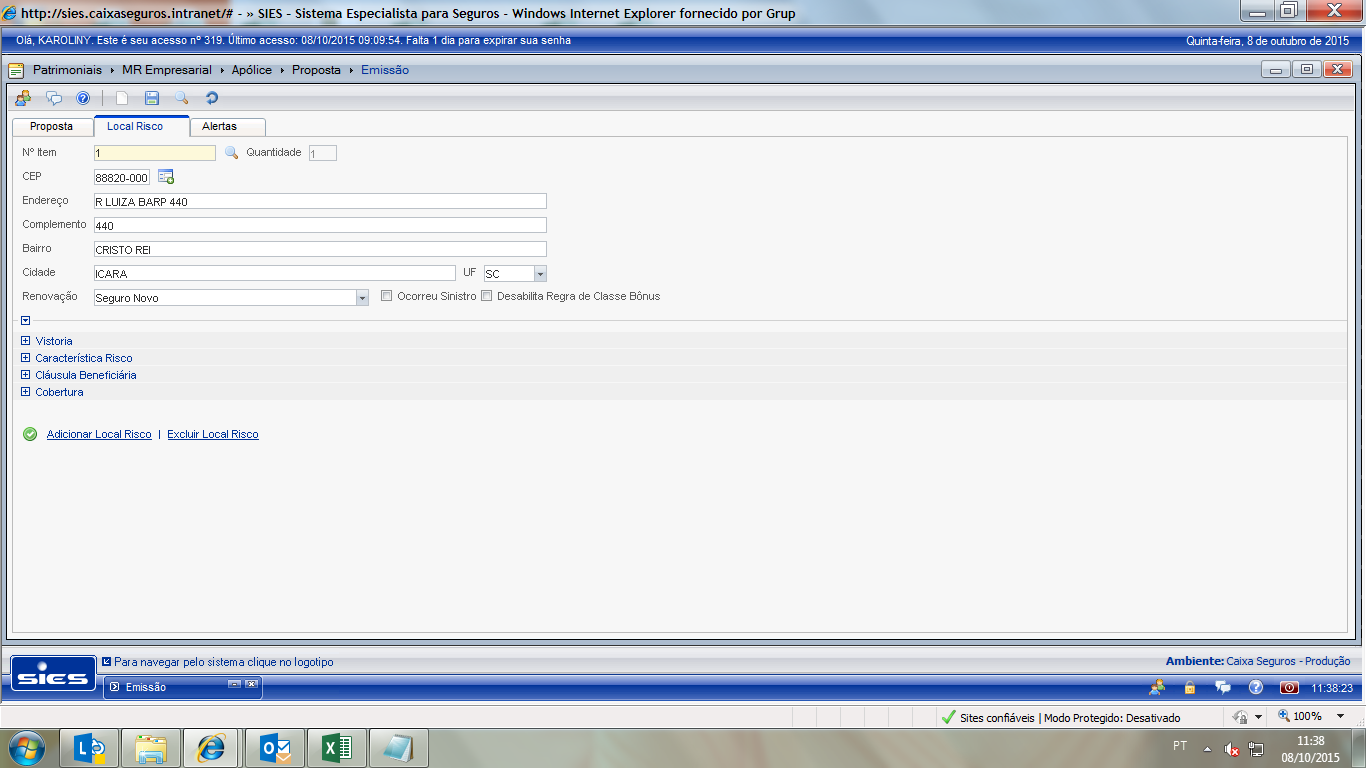 http://sies.caixaseguros.intranet/# - » SIES - Sistema Especialista para Seguros - Windows Internet Explorer fornecido por Grup
Olá, KAROLINY. Este é seu acesso nº 319. Último acesso: 08/10/2015 09:09:54. Falta 1 dia para expirar sua senha
Quinta-feira, 8 de outubro de 2015
Patrimoniais › MR Empresarial › Apólice › Proposta › Emissão
Proposta Local Risco Alertas
Nº Item 1 Quantidade 1
CEP 88820-000
Endereço R LUIZA BARP 440
Complemento 440
Bairro CRISTO REI
Cidade ICARA UF SC
Renovação Seguro Novo Ocorreu Sinistro Desabilita Regra de Classe Bônus
Vistoria
Característica Risco
Cláusula Beneficiária
Cobertura
Adicionar Local Risco | Excluir Local Risco
sies Para navegar pelo sistema clique no logotipo
Ambiente: Caixa Seguros - Produção
Emissão
11:38:23
Sites confiáveis | Modo Protegido: Desativado
100%
PT
11:38
08/10/2015